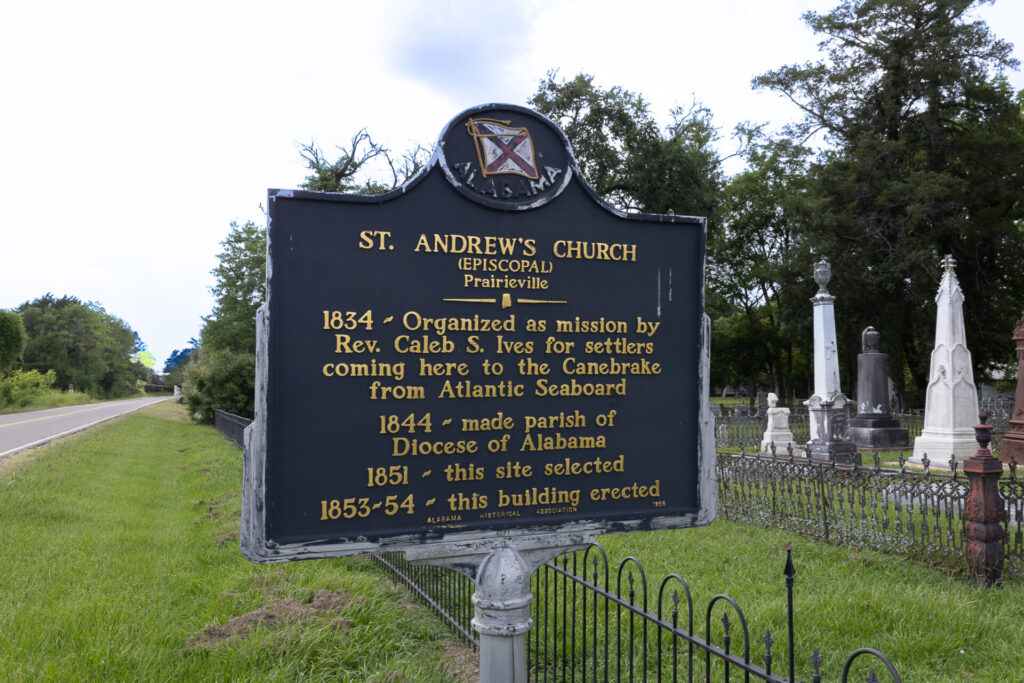 ALABAMA
ST. ANDREW'S CHURCH
(EPISCOPAL)
Prairieville
1834 - Organized as mission by
Rev. Caleb S. Ives for settlers
coming here to the Canebrake
from Atlantic Seaboard
1844 - made parish of
Diocese of Alabama
1851 - this site selected
1853-54 - this building erected
ALABAMA HISTORICAL ASSOCIATION 1956